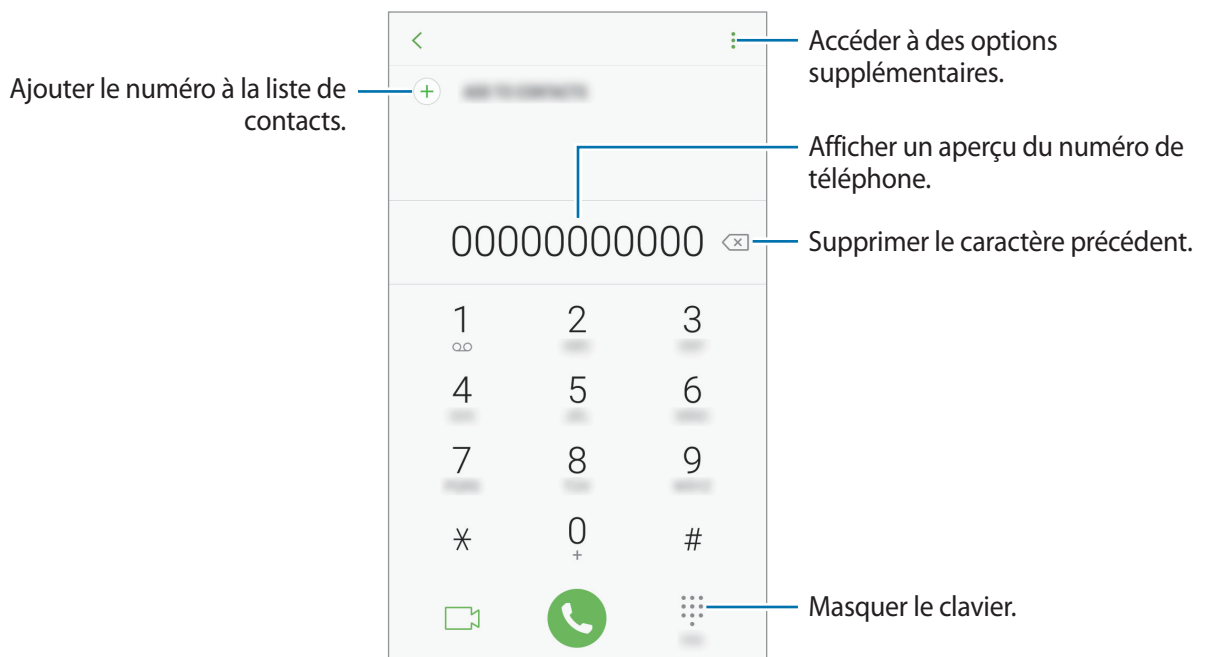 Accéder à des options
supplémentaires.
Ajouter le numéro à la liste de
contacts.
Afficher un aperçu du numéro de
téléphone.
00000000000
Supprimer le caractère précédent.
1 2 3
4 5 6
7 8 9
* 0 #
+
Masquer le clavier.